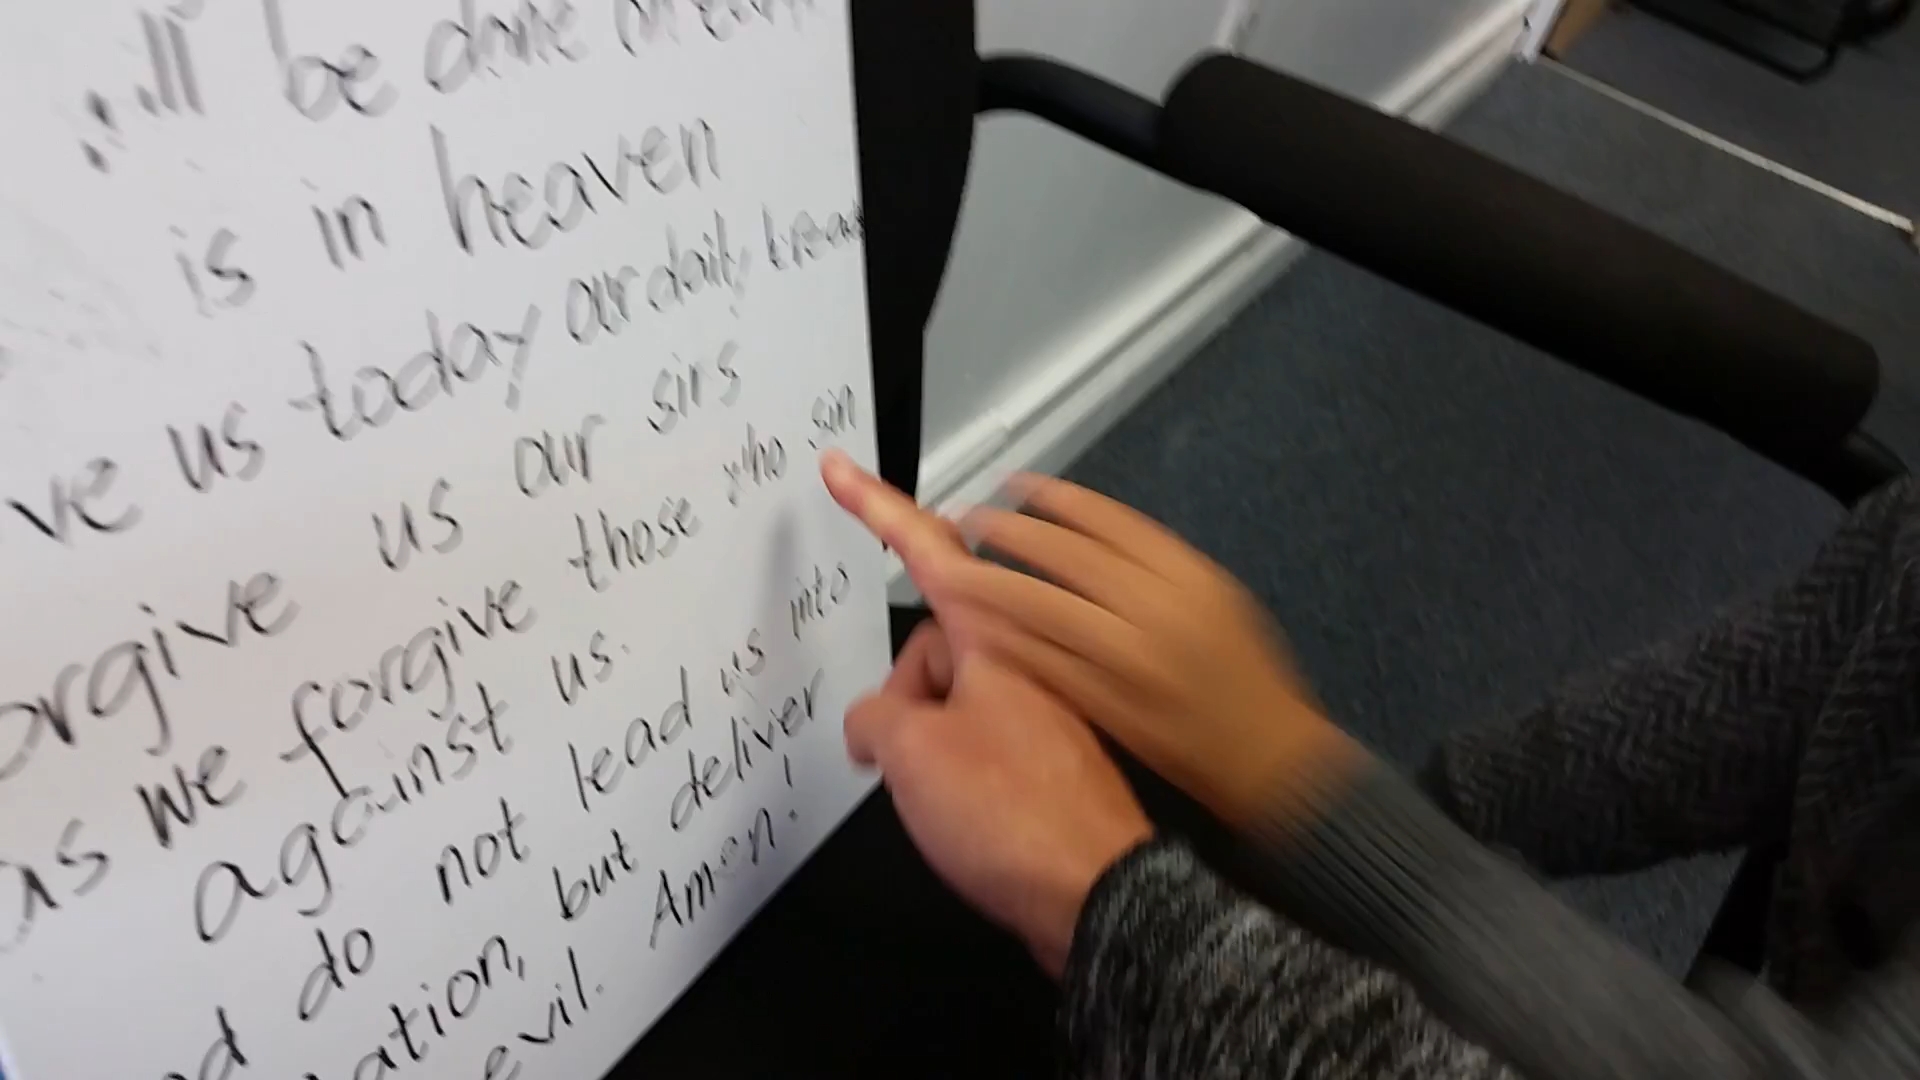 will be done on earth
is in heaven
ve us today our daily bread
orgive us our sins
as we forgive those who sin
against us.
nd do not lead us into
ation, but deliver
evil. Amen!